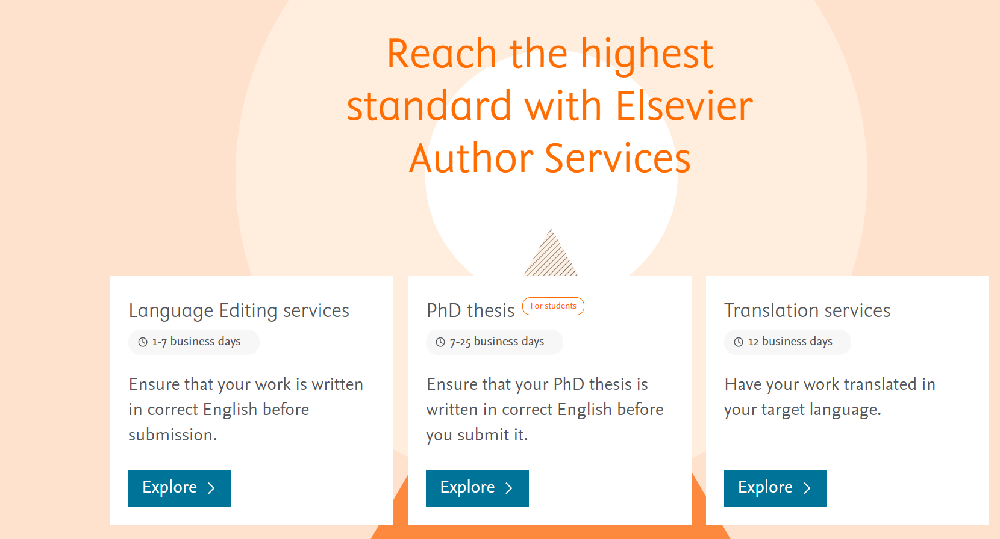 Reach the highest
standard with Elsevier
Author Services
Language Editing services
1-7 business days
Ensure that your work is written
in correct English before
submission.
Explore
PhD thesis For students
7-25 business days
Ensure that your PhD thesis is
written in correct English before
you submit it.
Explore
Translation services
12 business days
Have your work translated in
your target language.
Explore